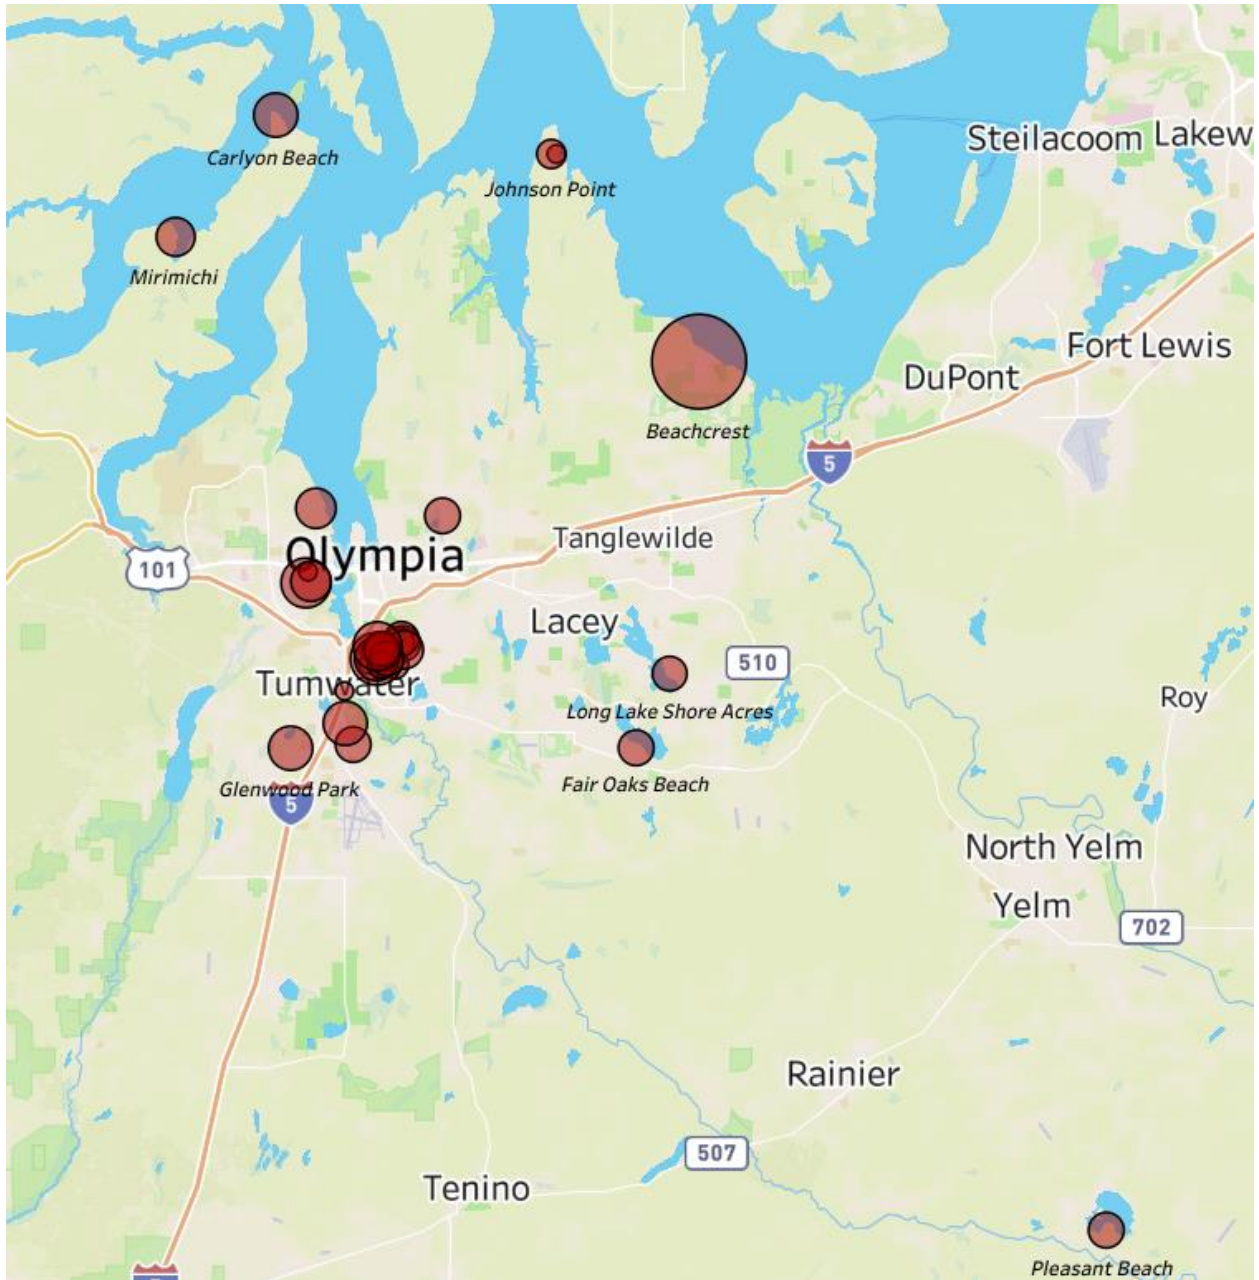 Steilacoom
Lakew
Carlyon Beach
Johnson Point
Mirimichi
Fort Lewis
DuPont
Beachcrest
5
Tanglewilde
Olympia
101
Lacey
510
Tumwater
Roy
Long Lake Shore Acres
Fair Oaks Beach
Glenwood Park
5
North Yelm
Yelm
702
Rainier
507
Tenino
Pleasant Beach